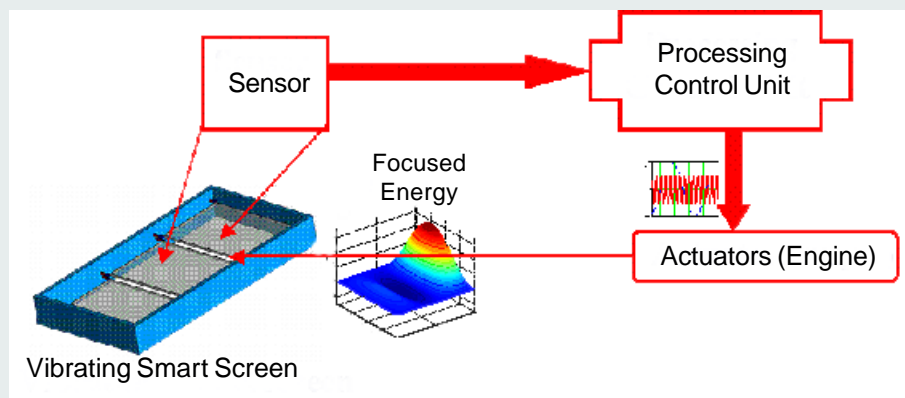 Sensor
Processing
Control Unit
Focused
Energy
Actuators (Engine)
Vibrating Smart Screen